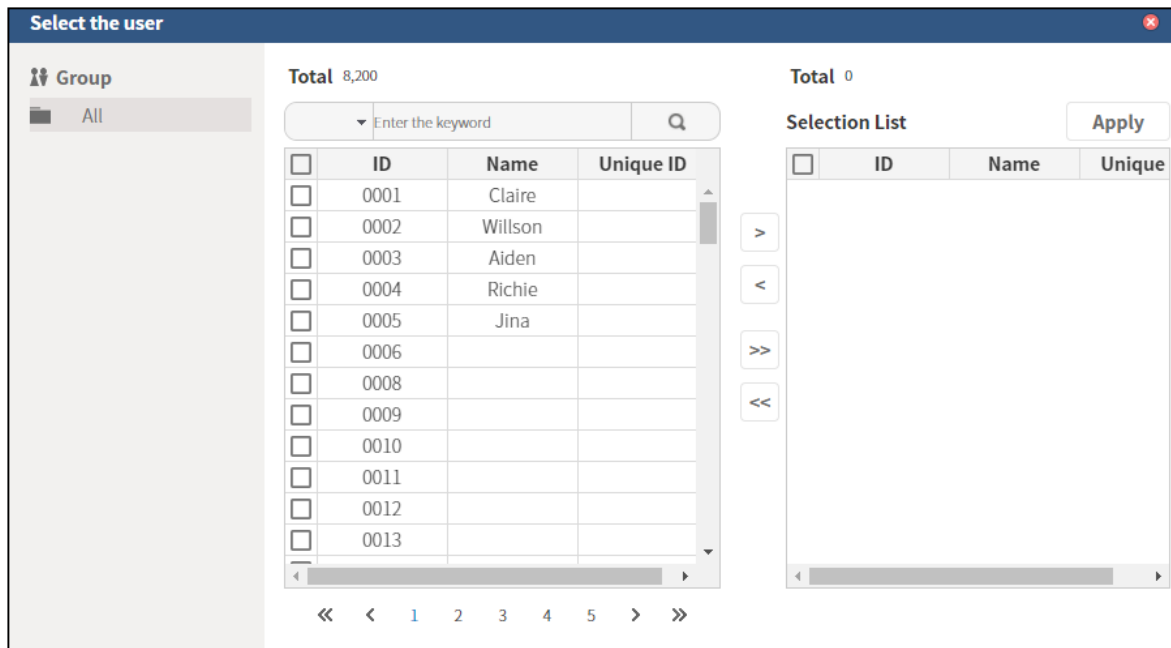 Select the user
Group
All
Total 8,200
Enter the keyword
ID Name Unique ID
0001 Claire
0002 Willson
0003 Aiden
0004 Richie
0005 Jina
0006
0008
0009
0010
0011
0012
0013
« < 1 2 3 4 5 > »
>
<
>>
<<
Total 0
Selection List Apply
ID Name Unique